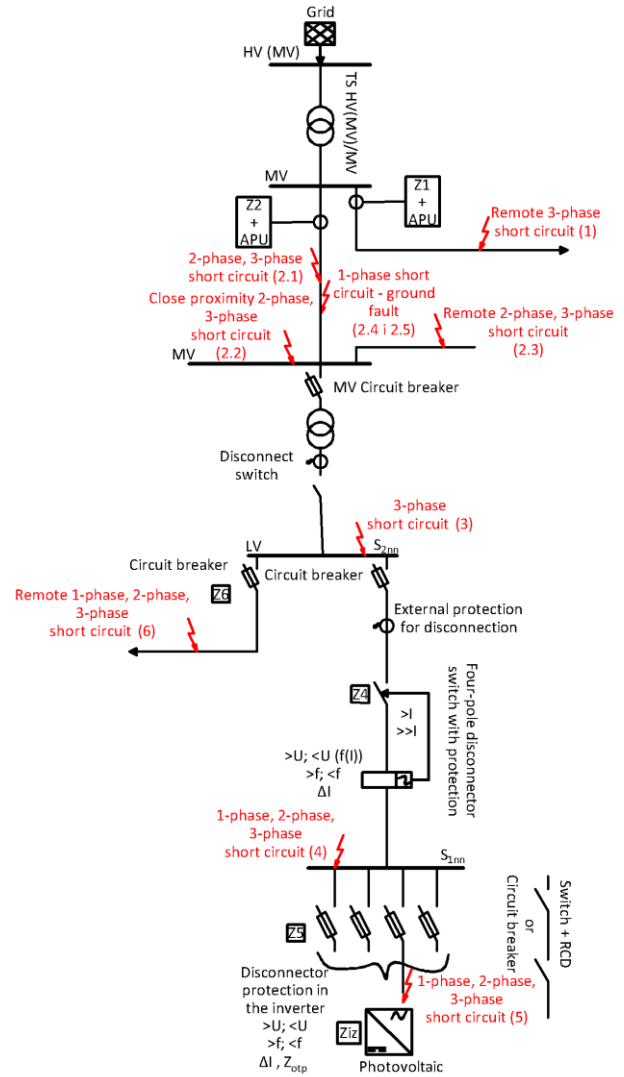 Grid
HV (MV)
TS HV(MV)/MV
MV
Z1
+
APU
Z2
+
APU
Remote 3-phase
short circuit (1)
2-phase, 3-phase
short circuit (2.1)
1-phase short
circuit - ground
fault
(2.4 i 2.5)
Close proximity 2-phase,
3-phase
short circuit
(2.2)
Remote 2-phase, 3-phase
short circuit
(2.3)
MV
MV Circuit breaker
Disconnect
switch
3-phase
short circuit (3)
LV
S2nn
Circuit breaker
Circuit breaker
Z6
Remote 1-phase, 2-phase,
3-phase
short circuit (6)
External protection
for disconnection
Z4
>I
>>I
Four-pole disconnector
switch with protection
>U; <U (f(I))
>f; <f
ΔI
1-phase, 2-phase,
3-phase
short circuit (4)
S1nn
Z5
Switch + RCD
or
Circuit breaker
Disconnector
protection in
the inverter
>U; <U
>f; <f
ΔI , Zotp
1-phase, 2-phase,
3-phase
short circuit (5)
Ziz
Photovoltaic